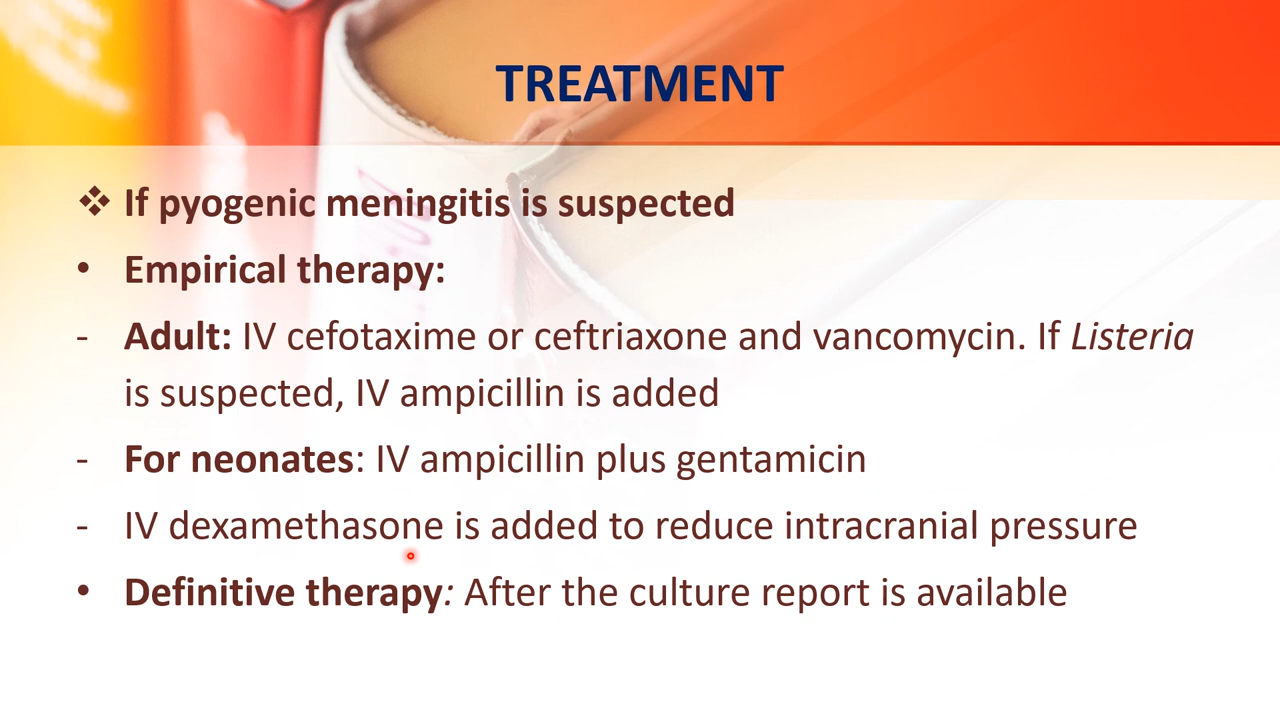 TREATMENT
❖ If pyogenic meningitis is suspected
• Empirical therapy:
- Adult: IV cefotaxime or ceftriaxone and vancomycin. If Listeria
is suspected, IV ampicillin is added
- For neonates: IV ampicillin plus gentamicin
- IV dexamethasone is added to reduce intracranial pressure
• Definitive therapy: After the culture report is available